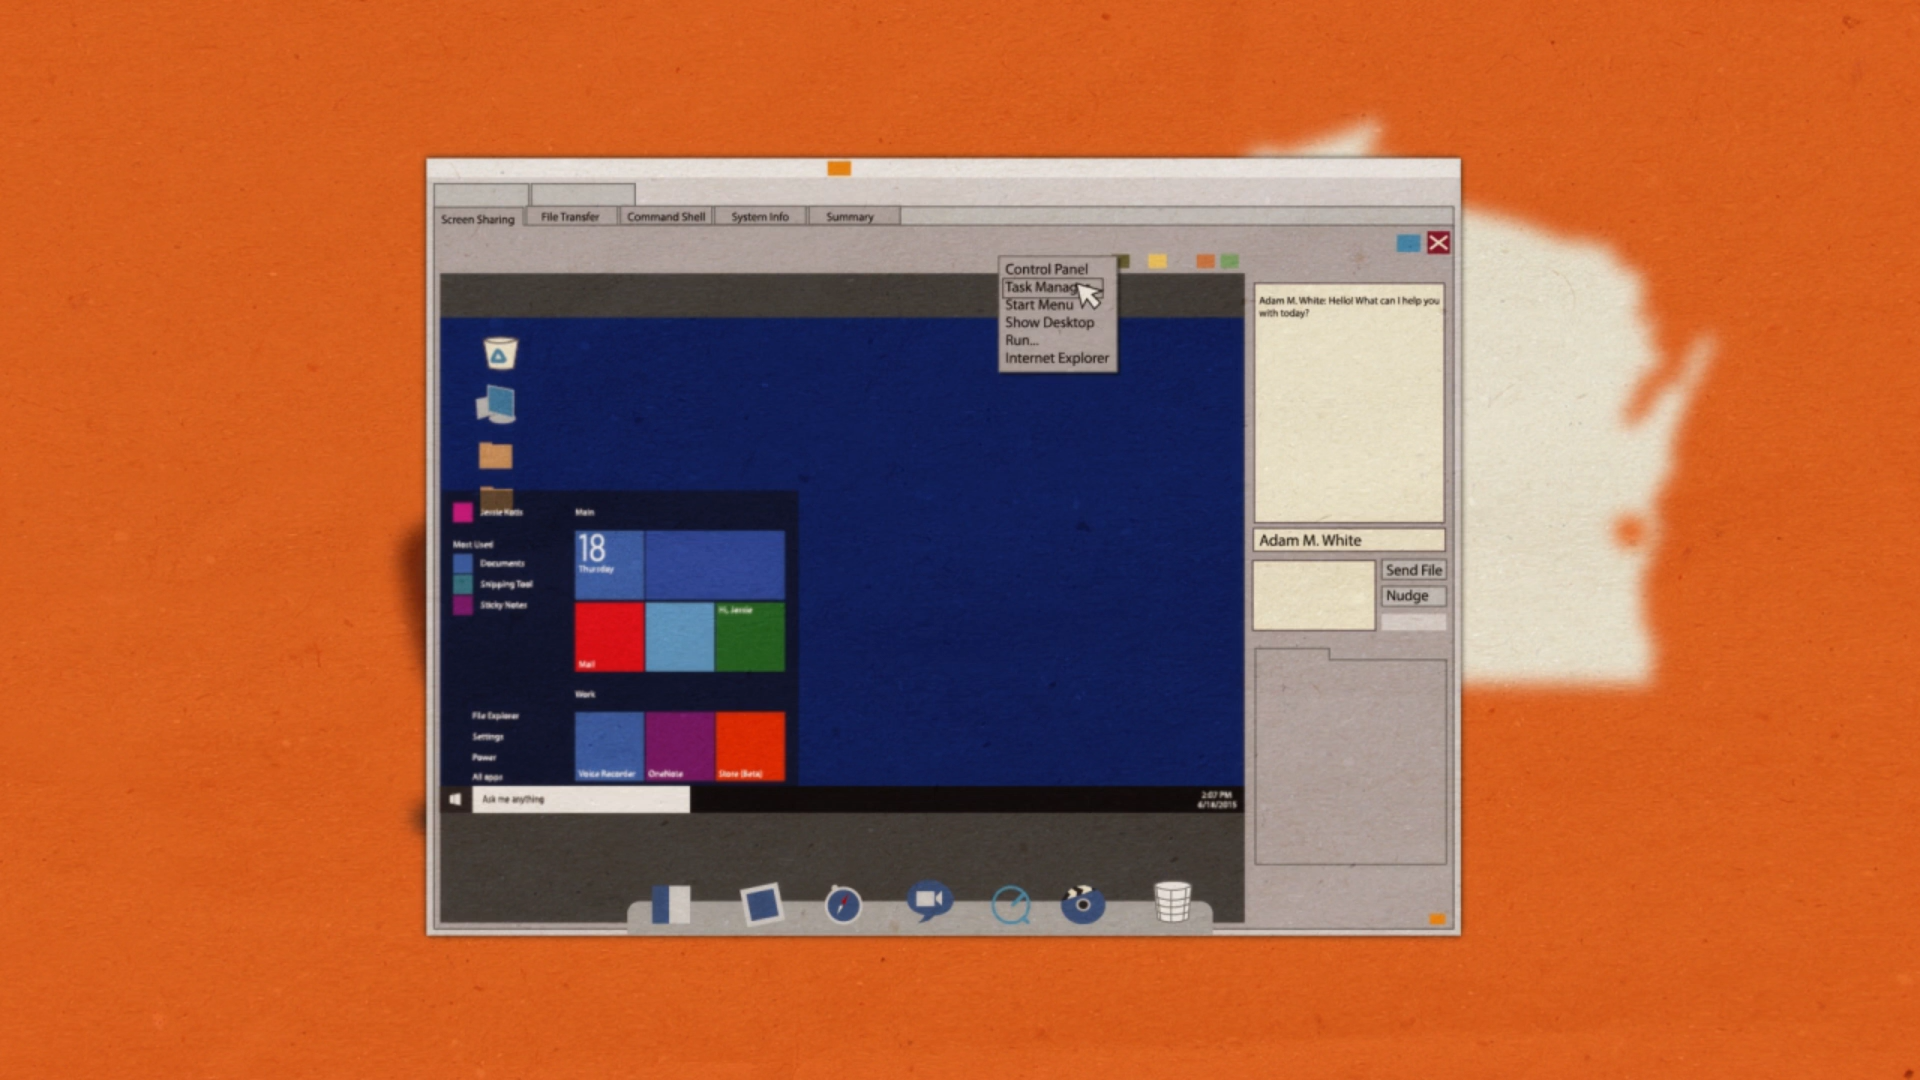 Screen Sharing
File Transfer
Command Shell
System Info
Summary
Control Panel
Task Manag
Start Menu
Show Desktop
Run...
Internet Explorer
Adam M. White: Hello! What can I help you
with today?
Adam M. White
Send File
Nudge
Main
Most Used
Documents
Snipping Tool
Sticky Notes
18
Thursday
Hi, Jennie
Mail
Work
File Explorer
Settings
Power
All apps
Voice Recorder
OneNote
Store (Beta)
Ask me anything
2:07 PM
6/18/2015